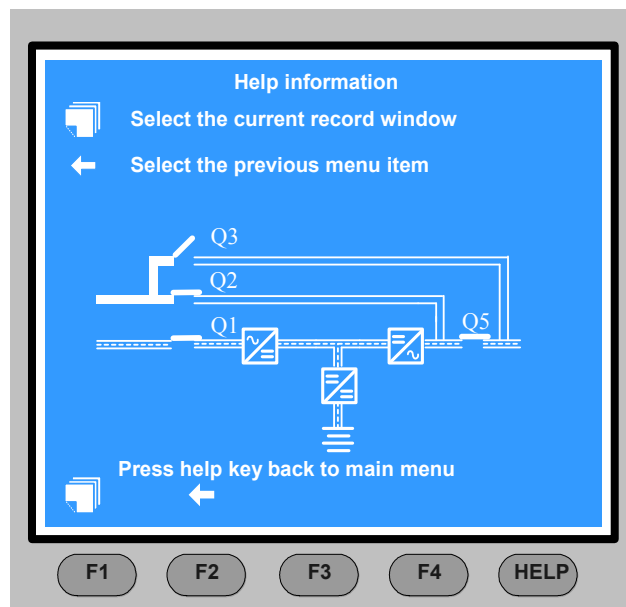 Help information
Select the current record window
Select the previous menu item
Q3
Q2
Q1
Q5
Press help key back to main menu
F1 F2 F3 F4 HELP